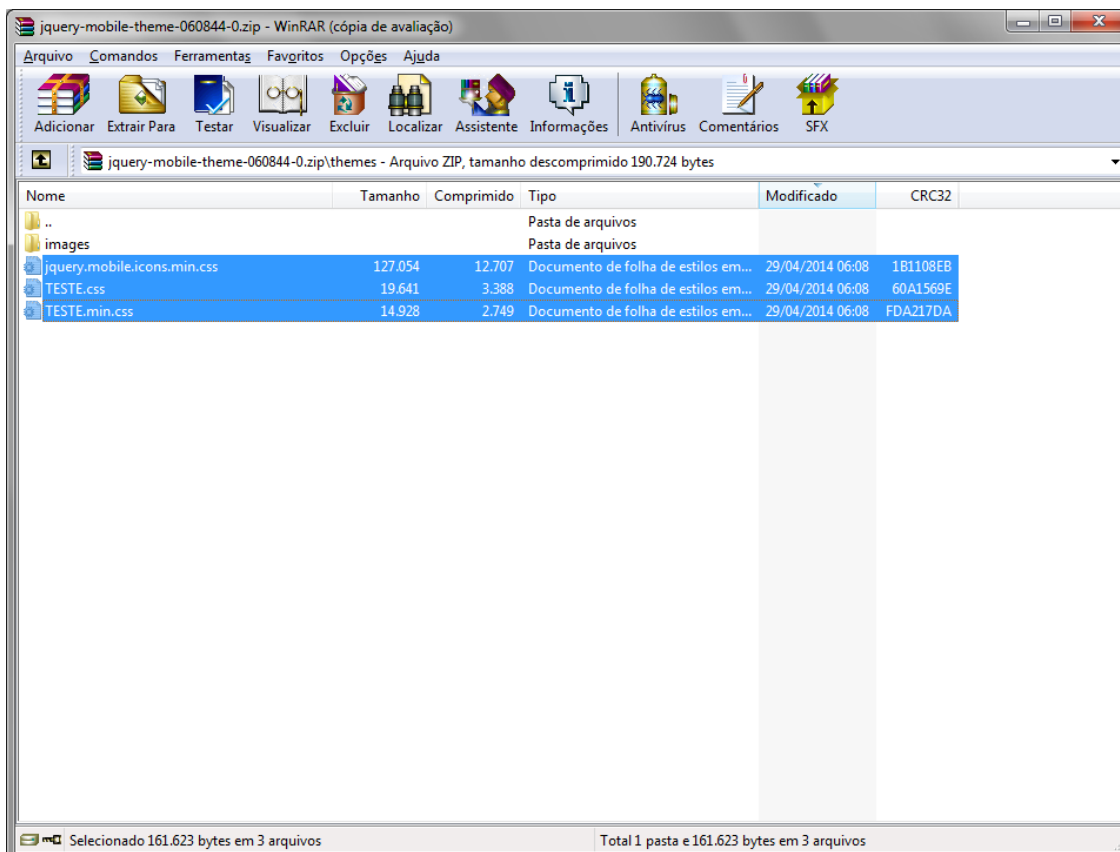 jquery-mobile-theme-060844-0.zip - WinRAR (cópia de avaliação)
Arquivo Comandos Ferramentas Favoritos Opções Ajuda
Adicionar Extrair Para Testar Visualizar Excluir Localizar Assistente Informações Antivírus Comentários SFX
jquery-mobile-theme-060844-0.zip\themes - Arquivo ZIP, tamanho descomprimido 190.724 bytes
Nome Tamanho Comprimido Tipo Modificado CRC32
.. Pasta de arquivos
images Pasta de arquivos
jquery.mobile.icons.min.css 127.054 12.707 Documento de folha de estilos em... 29/04/2014 06:08 1B1108EB
TESTE.css 19.641 3.388 Documento de folha de estilos em... 29/04/2014 06:08 60A1569E
TESTE.min.css 14.928 2.749 Documento de folha de estilos em... 29/04/2014 06:08 FDA217DA
Selecionado 161.623 bytes em 3 arquivos Total 1 pasta e 161.623 bytes em 3 arquivos